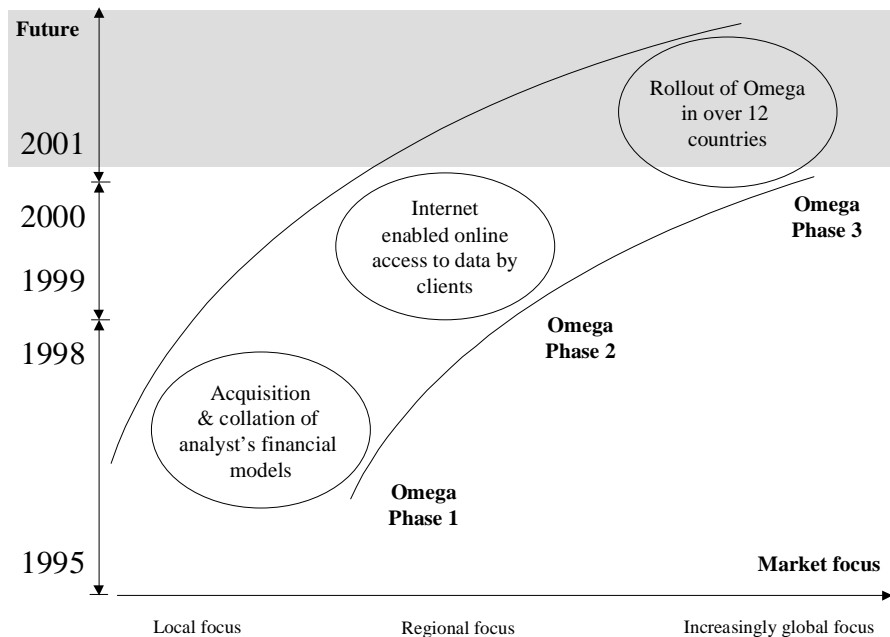 Future
Rollout of Omega
in over 12
countries
2001
2000
Internet
enabled online
access to data by
clients
Omega
Phase 3
1999
1998
Omega
Phase 2
Acquisition
& collation of
analyst's financial
models
Omega
Phase 1
1995
Market focus
Local focus
Regional focus
Increasingly global focus